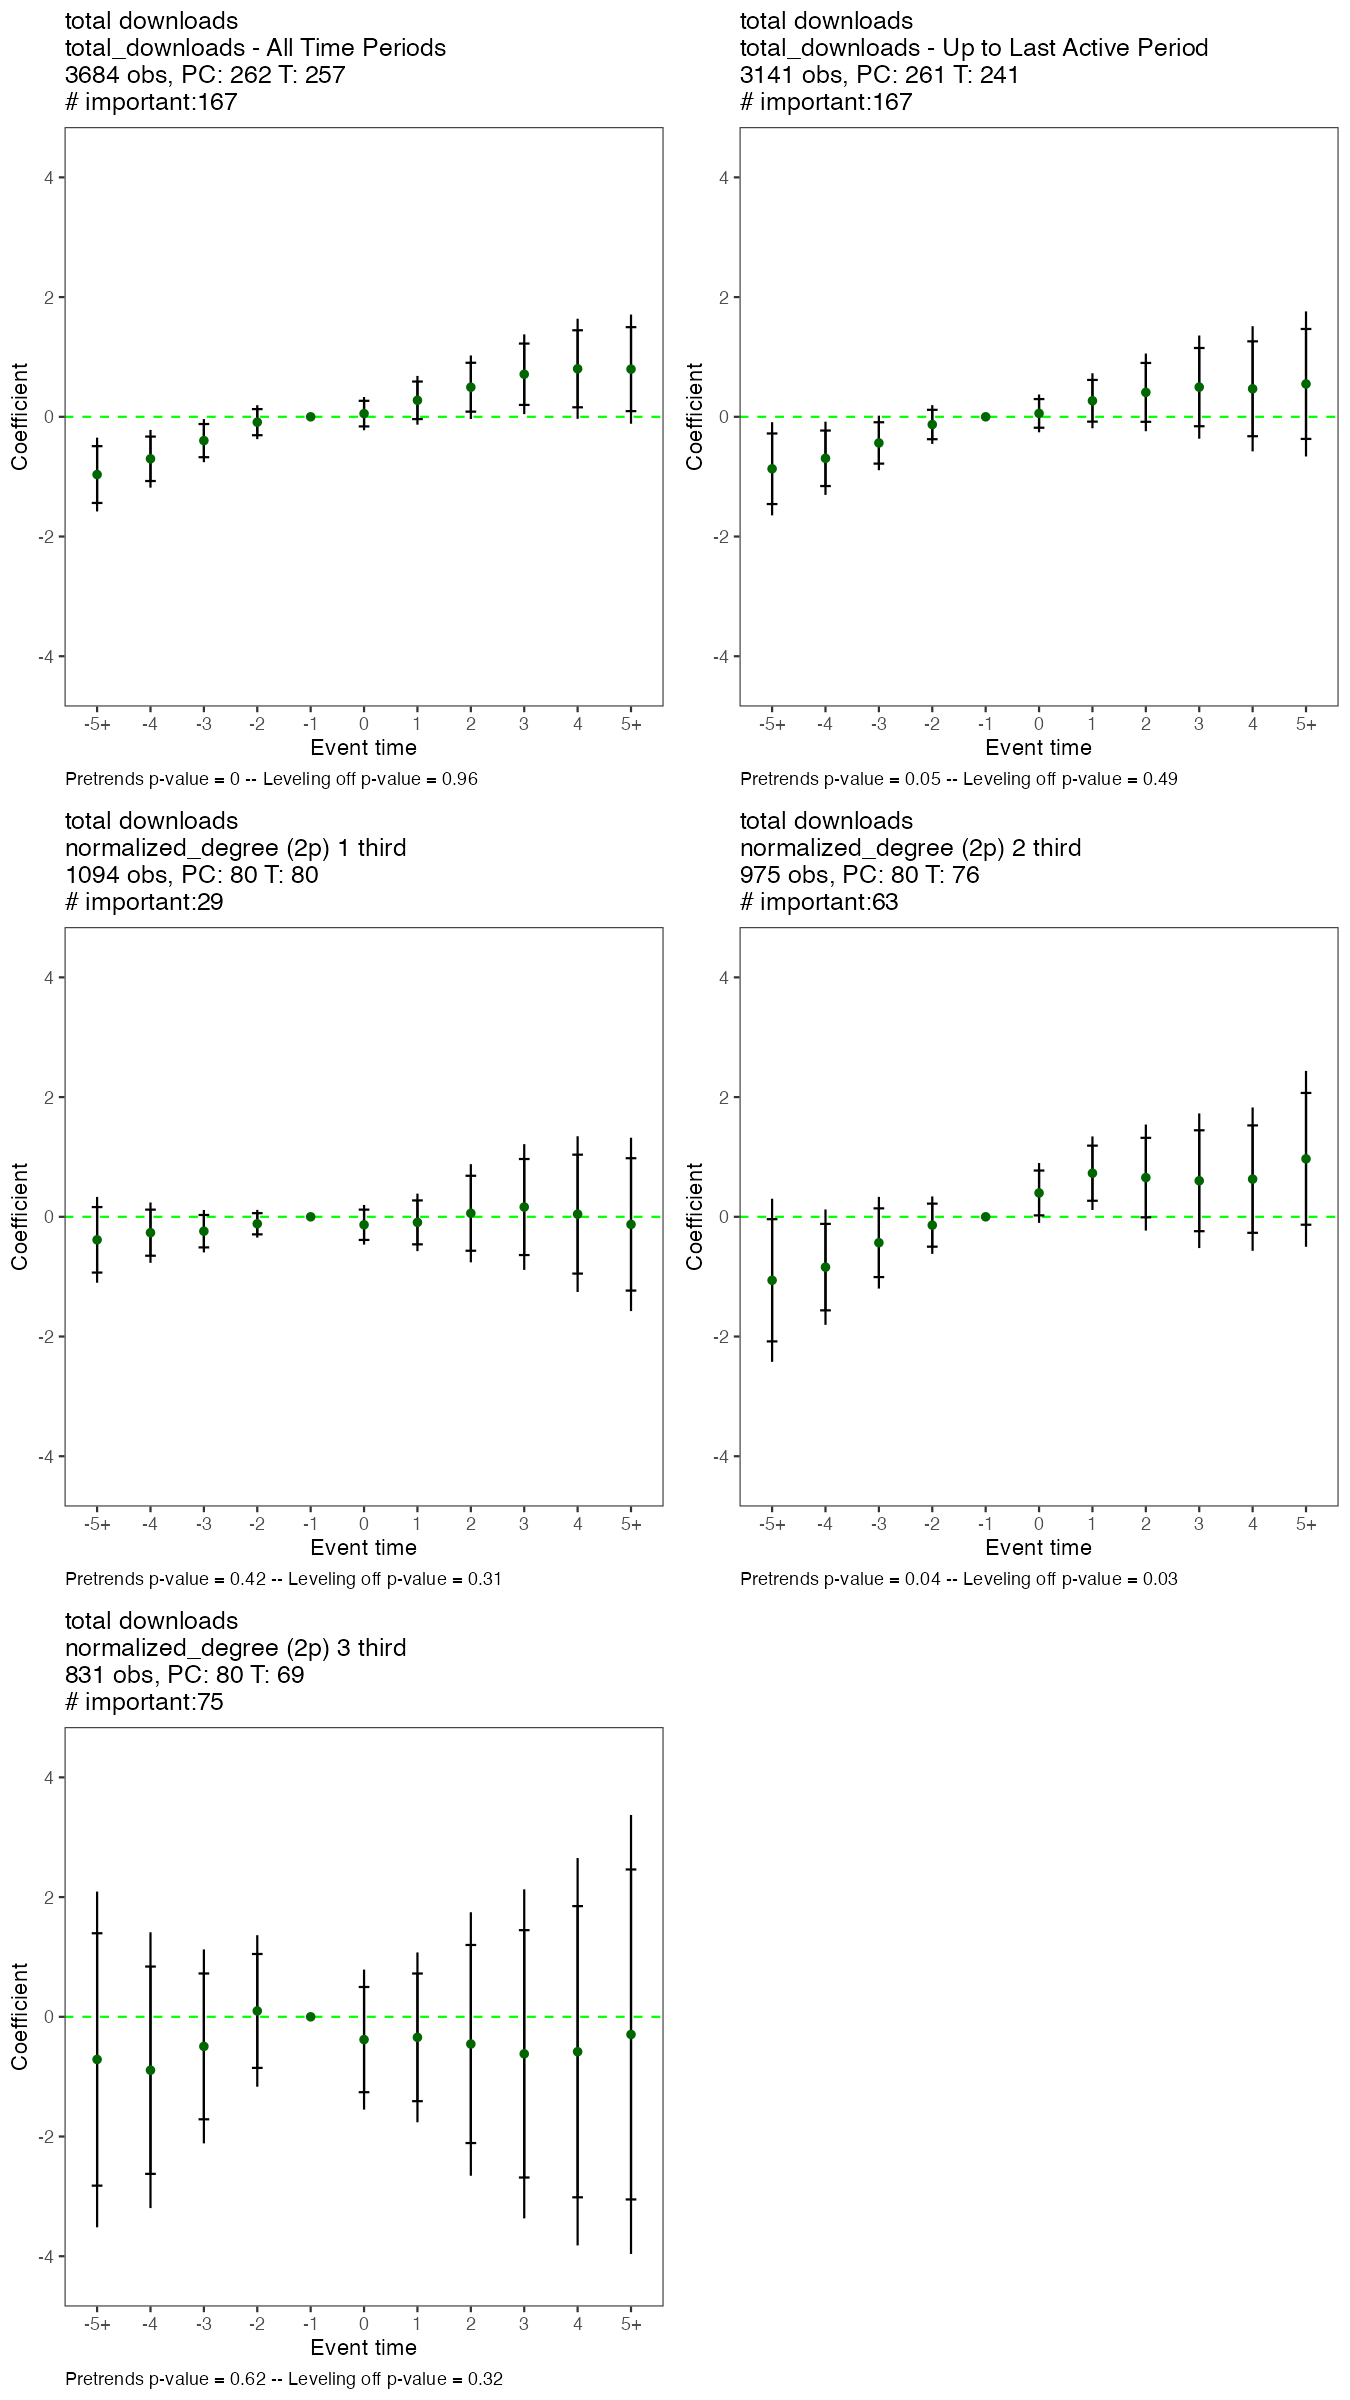 total downloads
total_downloads - All Time Periods
3684 obs, PC: 262 T: 257
# important:167
4
2
0
-2
-4
Coefficient
-5+ -4 -3 -2 -1 0 1 2 3 4 5+
Event time
Pretrends p-value = 0 -- Leveling off p-value = 0.96
total downloads
total_downloads - Up to Last Active Period
3141 obs, PC: 261 T: 241
# important:167
4
2
0
-2
-4
Coefficient
-5+ -4 -3 -2 -1 0 1 2 3 4 5+
Event time
Pretrends p-value = 0.05 -- Leveling off p-value = 0.49
total downloads
normalized_degree (2p) 1 third
1094 obs, PC: 80 T: 80
# important:29
4
2
0
-2
-4
Coefficient
-5+ -4 -3 -2 -1 0 1 2 3 4 5+
Event time
Pretrends p-value = 0.42 -- Leveling off p-value = 0.31
total downloads
normalized_degree (2p) 2 third
975 obs, PC: 80 T: 76
# important:63
4
2
0
-2
-4
Coefficient
-5+ -4 -3 -2 -1 0 1 2 3 4 5+
Event time
Pretrends p-value = 0.04 -- Leveling off p-value = 0.03
total downloads
normalized_degree (2p) 3 third
831 obs, PC: 80 T: 69
# important:75
4
2
0
-2
-4
Coefficient
-5+ -4 -3 -2 -1 0 1 2 3 4 5+
Event time
Pretrends p-value = 0.62 -- Leveling off p-value = 0.32